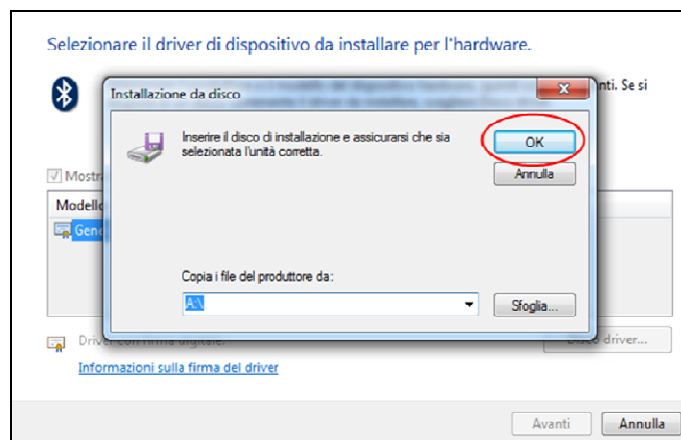 Selezionare il driver di dispositivo da installare per l'hardware.
nti. Se si
Installazione da disco
Inserire il disco di installazione e assicurarsi che sia
selezionata l'unità corretta.
OK
Annulla
Mostr
Modello
Gene
Copia i file del produttore da:
A:\
Sfoglia...
Driver con firma digitale.
Disco driver...
Informazioni sulla firma del driver
Avanti
Annulla